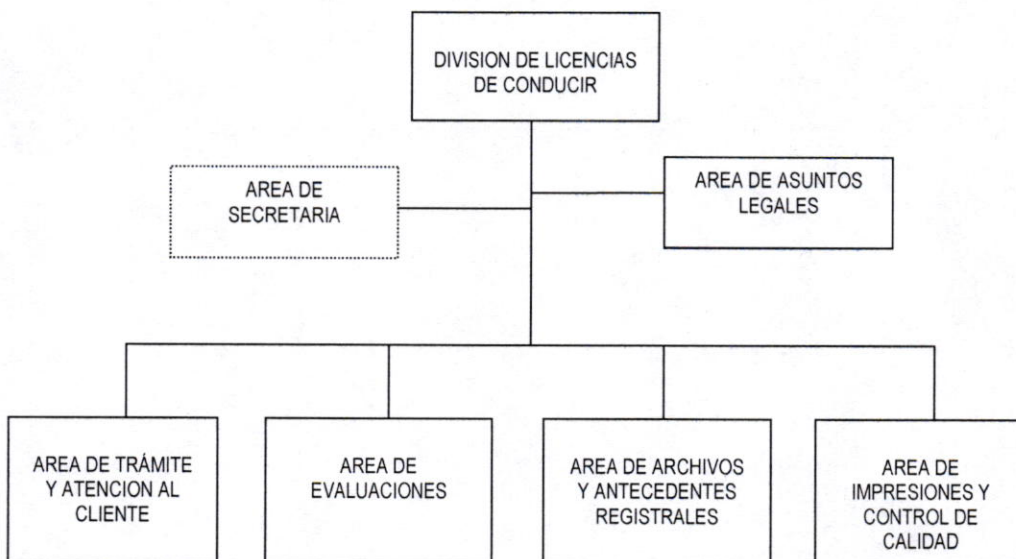 DIVISION DE LICENCIAS
DE CONDUCIR
AREA DE
SECRETARIA
AREA DE ASUNTOS
LEGALES
AREA DE TRÁMITE
Y ATENCION AL
CLIENTE
AREA DE
EVALUACIONES
AREA DE ARCHIVOS
Y ANTECEDENTES
REGISTRALES
AREA DE
IMPRESIONES Y
CONTROL DE
CALIDAD